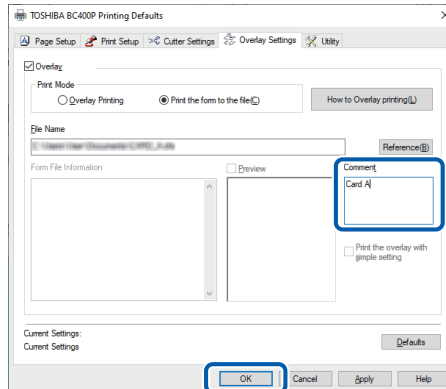 TOSHIBA BC400P Printing Defaults
Page Setup Print Setup Cutter Settings Overlay Settings Utility
Overlay
Print Mode
Overlay Printing Print the form to the file(C) How to Overlay printing(L)
File Name
Reference(B)
Form File Information Preview Comment
Card A
Print the overlay with
simple setting
Current Settings:
Current Settings Defaults
OK Cancel Apply Help